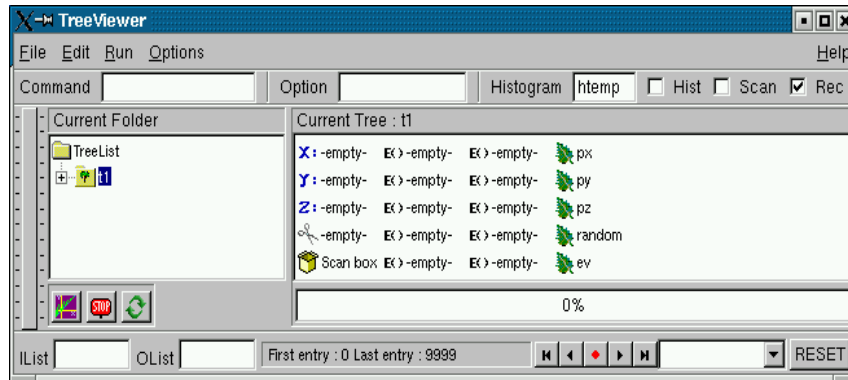 TreeViewer
File Edit Run Options Help
Command Option Histogram htemp Hist Scan Rec
Current Folder Current Tree : t1
TreeList
t1
X: -empty- E() -empty- E() -empty- px
Y: -empty- E() -empty- E() -empty- py
Z: -empty- E() -empty- E() -empty- pz
-empty- E() -empty- E() -empty- random
Scan box E() -empty- E() -empty- ev
STOP
0%
IList OList First entry : 0 Last entry : 9999 RESET